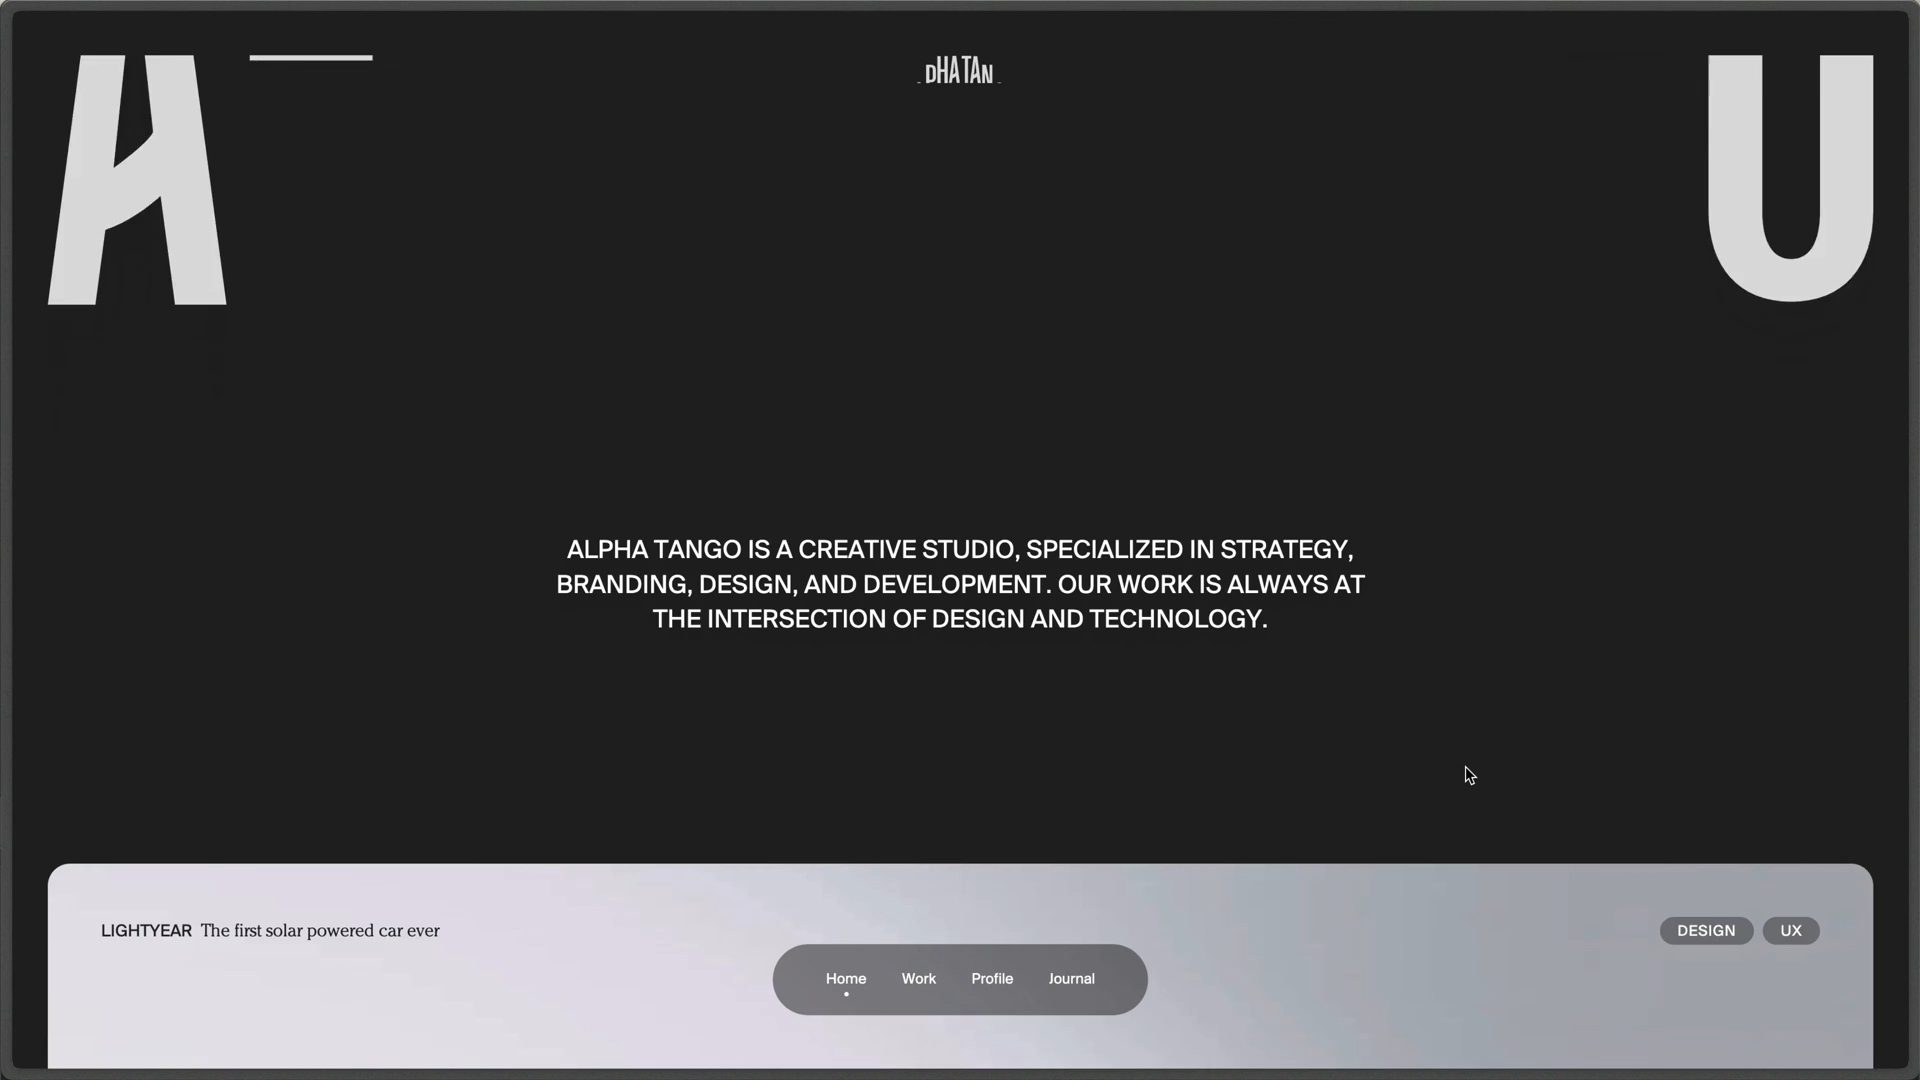 A U
DHATAN
ALPHA TANGO IS A CREATIVE STUDIO, SPECIALIZED IN STRATEGY,
BRANDING, DESIGN, AND DEVELOPMENT. OUR WORK IS ALWAYS AT
THE INTERSECTION OF DESIGN AND TECHNOLOGY.
LIGHTYEAR The first solar powered car ever
DESIGN UX
Home Work Profile Journal